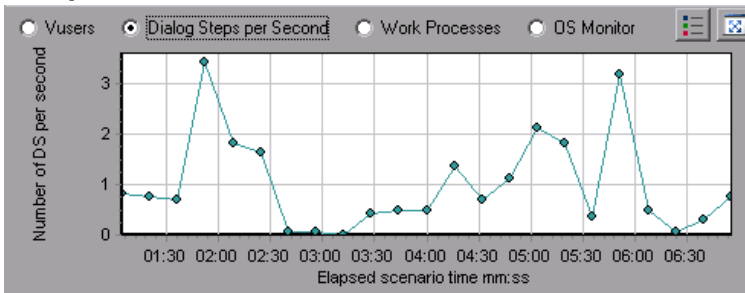 Vusers Dialog Steps per Second Work Processes OS Monitor
Number of DS per second
3
2
1
0
01:30 02:00 02:30 03:00 03:30 04:00 04:30 05:00 05:30 06:00 06:30
Elapsed scenario time mm:ss